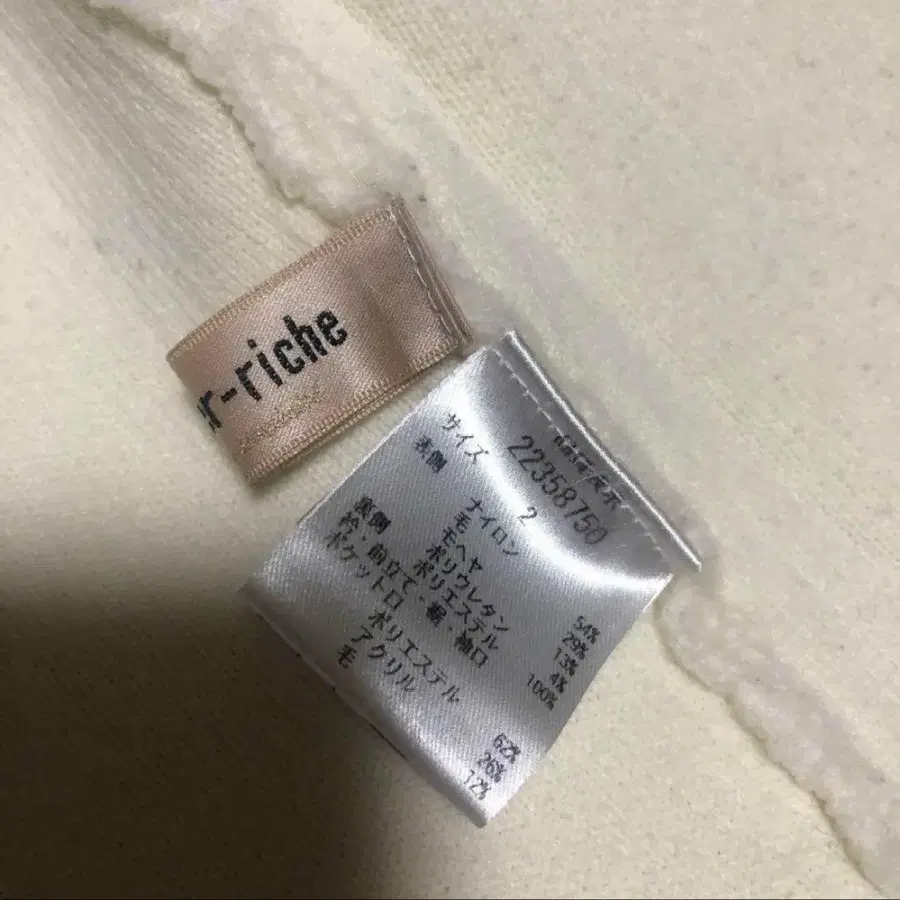 r-riche
品質表示
22358750
サイズ 2
表側
ナイロン 54%
毛 29%
モヘヤ 13%
ポリウレタン 4%
裏側 ポリエステル 100%
衿・前立て・裾・袖口
ポケット口
ポリエステル 62%
アクリル 26%
毛 12%